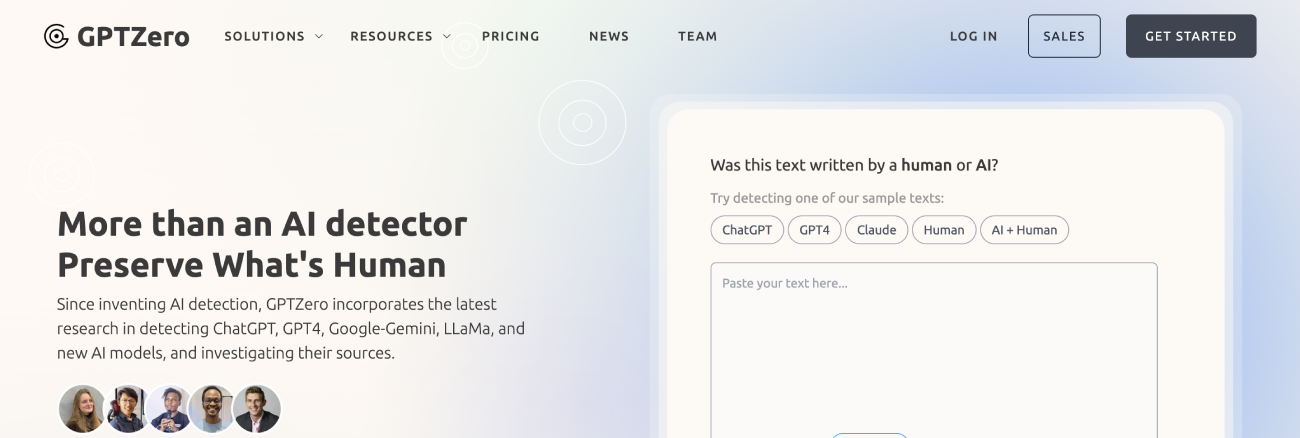 GPTZero
SOLUTIONS
RESOURCES
PRICING
NEWS
TEAM
LOG IN
SALES
GET STARTED
More than an AI detector
Preserve What's Human
Since inventing AI detection, GPTZero incorporates the latest
research in detecting ChatGPT, GPT4, Google-Gemini, LLaMa, and
new AI models, and investigating their sources.
Was this text written by a human or AI?
Try detecting one of our sample texts:
ChatGPT
GPT4
Claude
Human
AI + Human
Paste your text here...